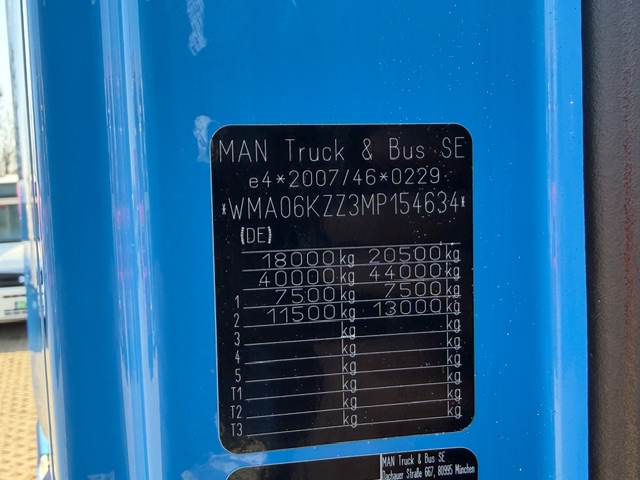 MAN Truck & Bus SE
e4*2007/46*0229
*WMA06KZZ3MP154634*
(DE)
18000 kg 20500 kg
40000 kg 44000 kg
1 7500 kg 7500 kg
2 11500 kg 13000 kg
3 kg kg
4 kg kg
5 kg kg
T1 kg kg
T2 kg kg
T3 kg kg
MAN Truck & Bus SE
Dachauer Straße 667, 80995 München